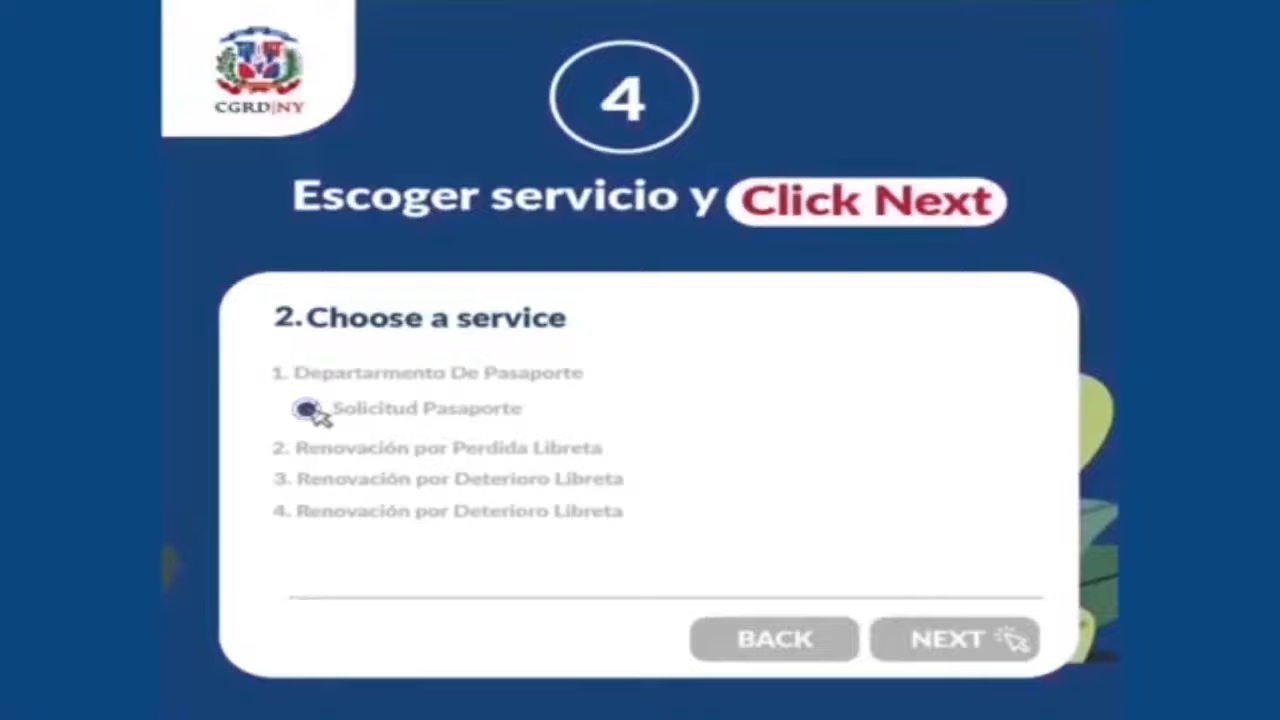 CGRD|NY
4
Escoger servicio y Click Next
2. Choose a service
1. Departarmento De Pasaporte
Solicitud Pasaporte
2. Renovación por Perdida Libreta
3. Renovación por Deterioro Libreta
4. Renovación por Deterioro Libreta
BACK NEXT